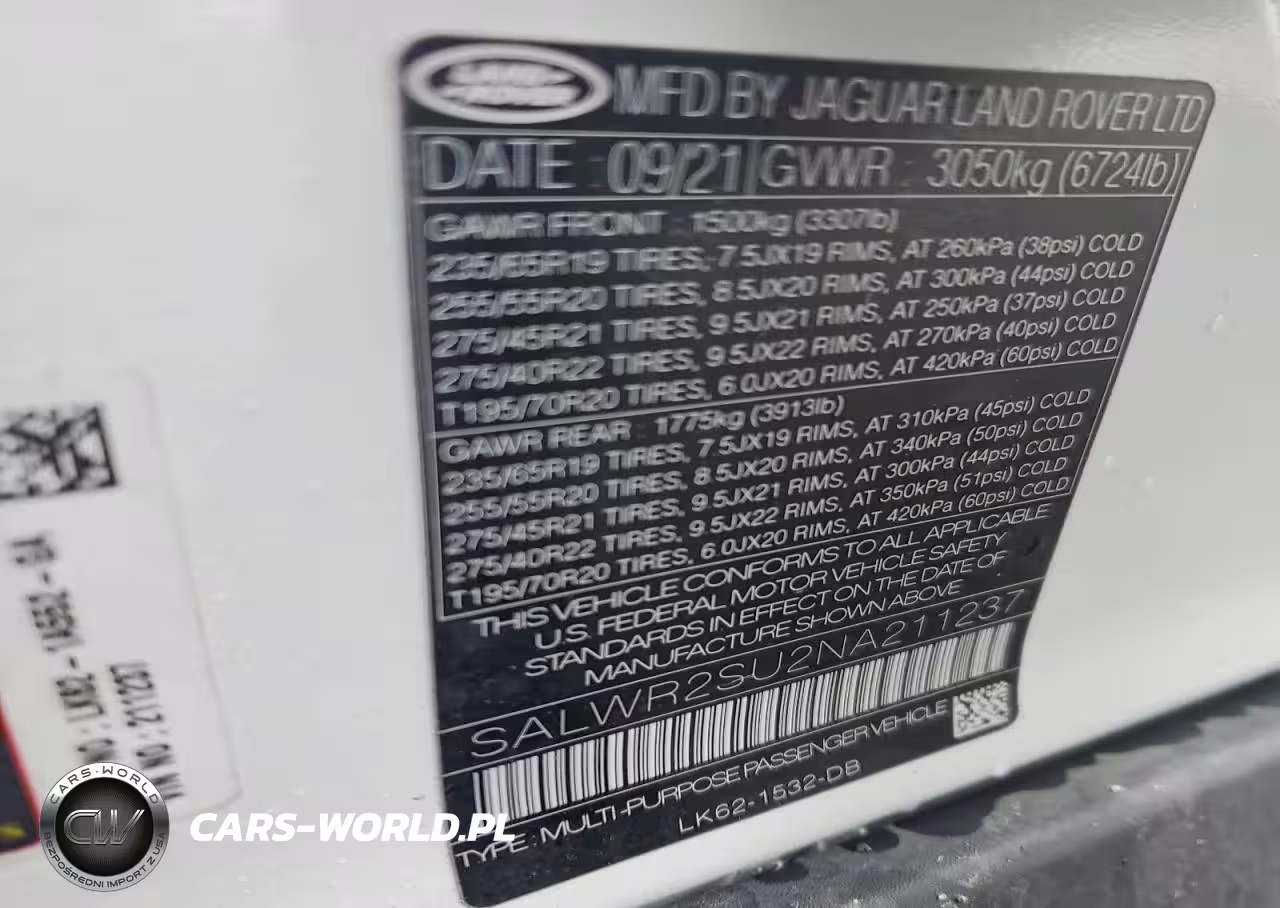 LAND-
ROVER
MFD BY JAGUAR LAND ROVER LTD
DATE : 09/21 GVWR : 3050kg (6724lb)
GAWR FRONT : 1500kg (3307lb)
235/65R19 TIRES, 7.5JX19 RIMS, AT 260kPa (38psi) COLD
255/55R20 TIRES, 8.5JX20 RIMS, AT 300kPa (44psi) COLD
275/45R21 TIRES, 9.5JX21 RIMS, AT 250kPa (37psi) COLD
275/40R22 TIRES, 9.5JX22 RIMS, AT 270kPa (40psi) COLD
T195/70R20 TIRES, 6.0JX20 RIMS, AT 420kPa (60psi) COLD
GAWR REAR : 1775kg (3913lb)
235/65R19 TIRES, 7.5JX19 RIMS, AT 310kPa (45psi) COLD
255/55R20 TIRES, 8.5JX20 RIMS, AT 340kPa (50psi) COLD
275/45R21 TIRES, 9.5JX21 RIMS, AT 300kPa (44psi) COLD
275/40R22 TIRES, 9.5JX22 RIMS, AT 350kPa (51psi) COLD
T195/70R20 TIRES, 6.0JX20 RIMS, AT 420kPa (60psi) COLD
THIS VEHICLE CONFORMS TO ALL APPLICABLE
U.S. FEDERAL MOTOR VEHICLE SAFETY
STANDARDS IN EFFECT ON THE DATE OF
MANUFACTURE SHOWN ABOVE
SALWR2SU2NA211237
TYPE : MULTI-PURPOSE PASSENGER VEHICLE
LK62-1532-DB
NO : 211237
CARS-WORLD
CW
BEZPOŚREDNI IMPORT Z USA
CARS-WORLD.PL